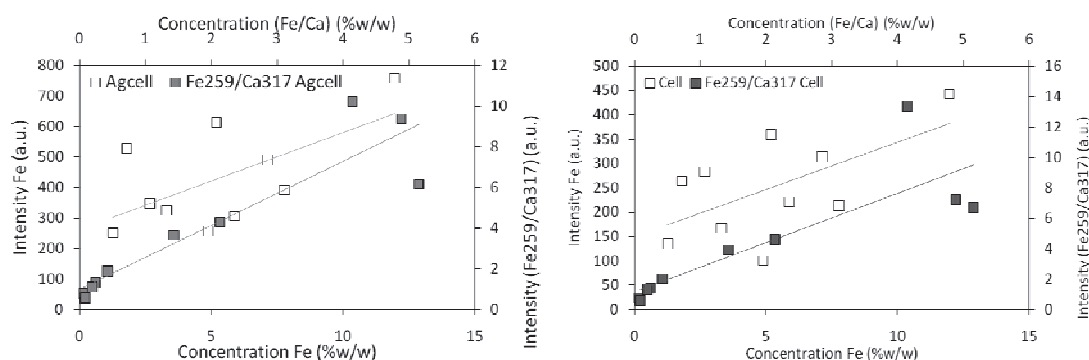 Concentration (Fe/Ca) (%w/w)
0 1 2 3 4 5 6
800 700 600 500 400 300 200 100 0
Intensity Fe (a.u.)
Agcell Fe259/Ca317 Agcell
12 10 8 6 4 2 0
Intensity (Fe259/Ca317) (a.u.)
0 5 10 15
Concentration Fe (%w/w)
Concentration (Fe/Ca) (%w/w)
0 1 2 3 4 5 6
500 450 400 350 300 250 200 150 100 50 0
Intensity Fe (a.u.)
Cell Fe259/Ca317 Cell
16 14 12 10 8 6 4 2 0
Intensity (Fe259/Ca317) (a.u.)
0 5 10 15
Concentration Fe (%w/w)